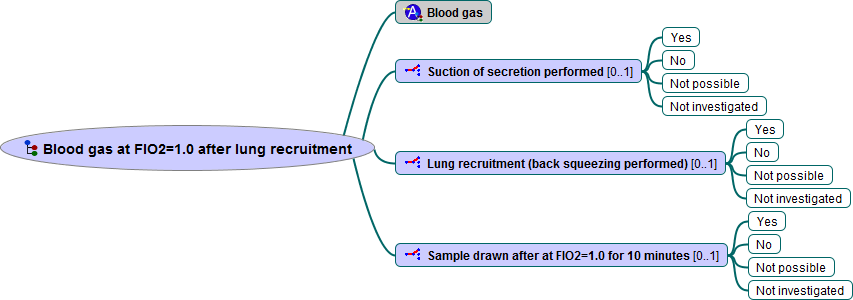 Blood gas
Suction of secretion performed [0..1]
Yes
No
Not possible
Not investigated
Blood gas at FIO2=1.0 after lung recruitment
Lung recruitment (back squeezing performed) [0..1]
Yes
No
Not possible
Not investigated
Sample drawn after at FIO2=1.0 for 10 minutes [0..1]
Yes
No
Not possible
Not investigated